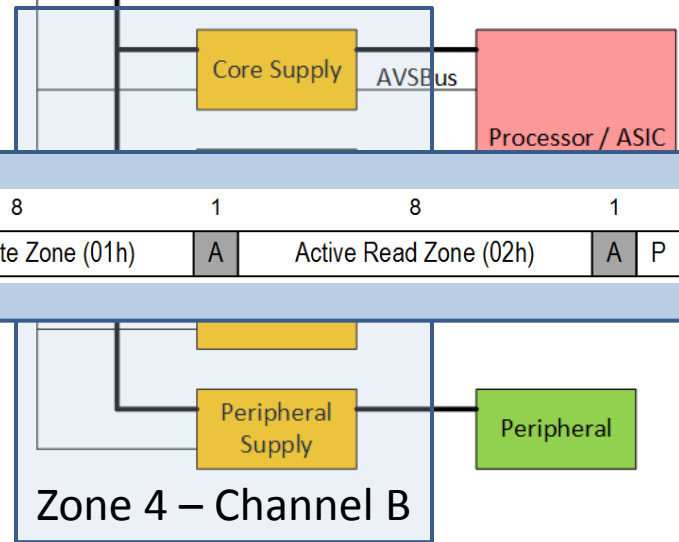 Core Supply
AVSBus
Processor / ASIC
8 1 8 1
te Zone (01h) A Active Read Zone (02h) A P
Peripheral
Supply
Peripheral
Zone 4 – Channel B